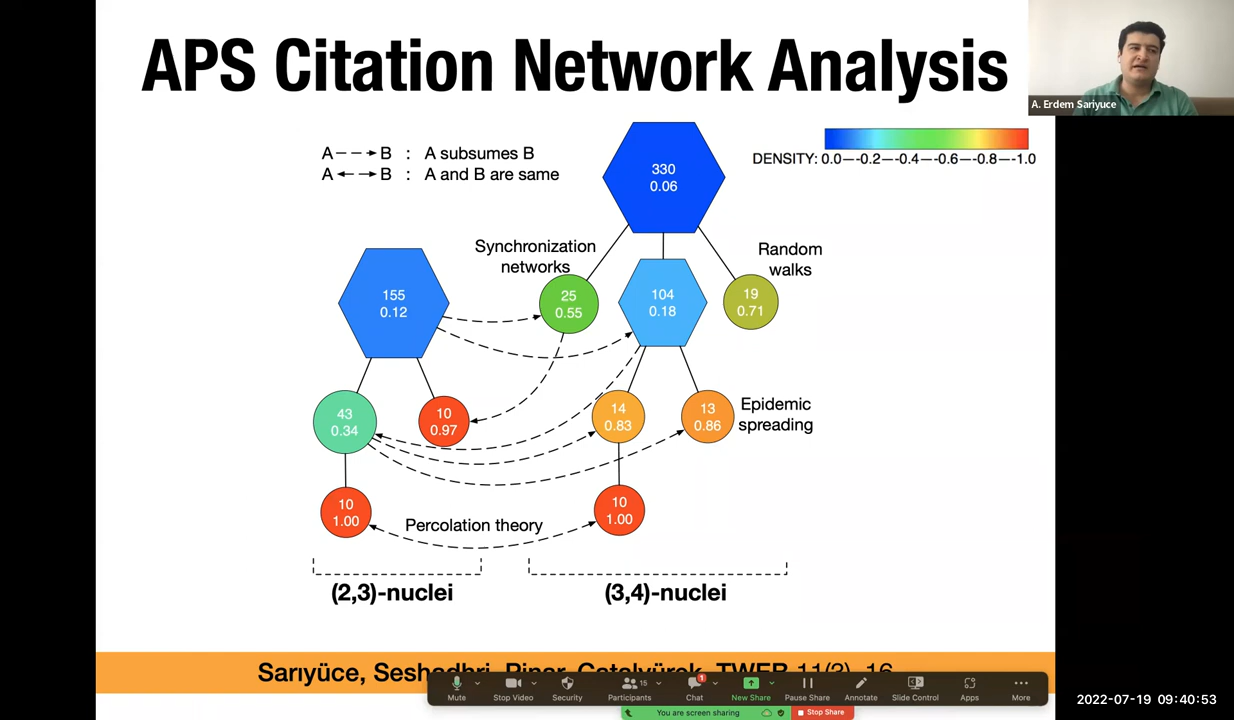 APS Citation Network Analysis
A. Erdem Sariyuce
A - - → B : A subsumes B
A ← → B : A and B are same
DENSITY: 0.0—-0.2—-0.4—-0.6—-0.8—-1.0
330
0.06
Synchronization
networks
Random
walks
155
0.12
25
0.55
104
0.18
19
0.71
43
0.34
10
0.97
14
0.83
13
0.86
Epidemic
spreading
10
1.00
Percolation theory
10
1.00
(2,3)-nuclei
(3,4)-nuclei
Sarıyüce, Seshadhri, Pinar, Çatalyürek, TWEB 11(3), 16
Mute
Stop Video
Security
Participants
15
Chat
1
New Share
Pause Share
Annotate
Slide Control
Apps
More
You are screen sharing
Stop Share
2022-07-19 09:40:53